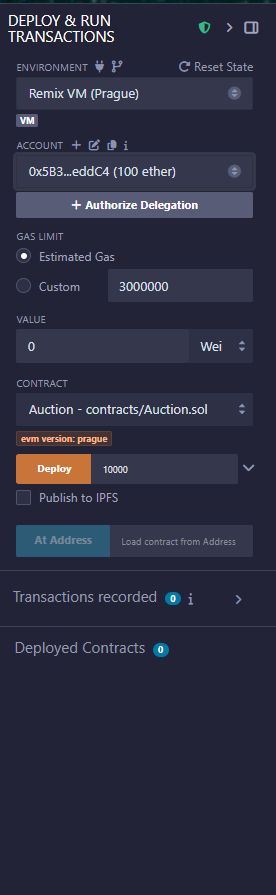 DEPLOY & RUN
TRANSACTIONS
ENVIRONMENT
Reset State
Remix VM (Prague)
VM
ACCOUNT
0x5B3...eddC4 (100 ether)
+ Authorize Delegation
GAS LIMIT
Estimated Gas
Custom 3000000
VALUE
0 Wei
CONTRACT
Auction - contracts/Auction.sol
evm version: prague
Deploy 10000
Publish to IPFS
At Address Load contract from Address
Transactions recorded 0 i
Deployed Contracts 0